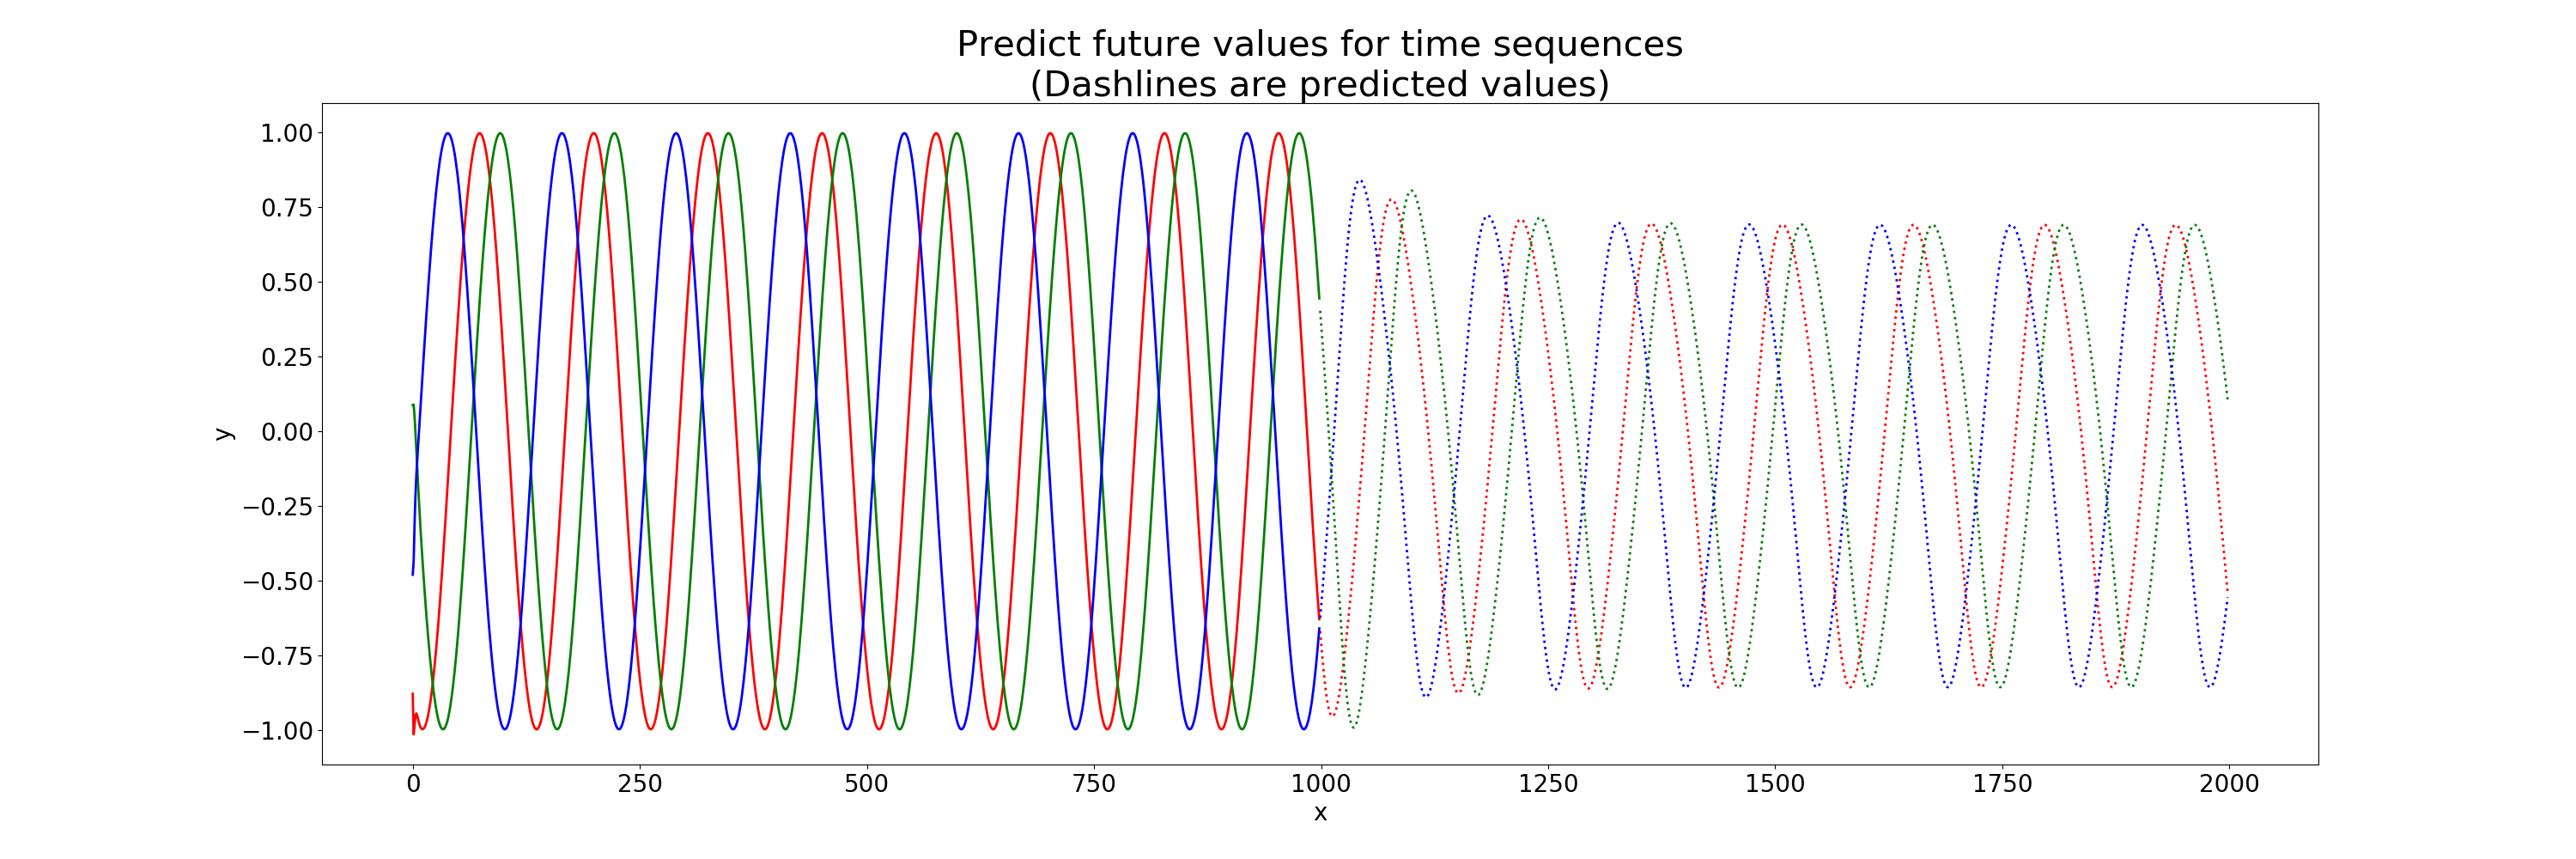 Predict future values for time sequences
(Dashlines are predicted values)
1.00
0.75
0.50
0.25
0.00
−0.25
−0.50
−0.75
−1.00
y
0 250 500 750 1000 1250 1500 1750 2000
x